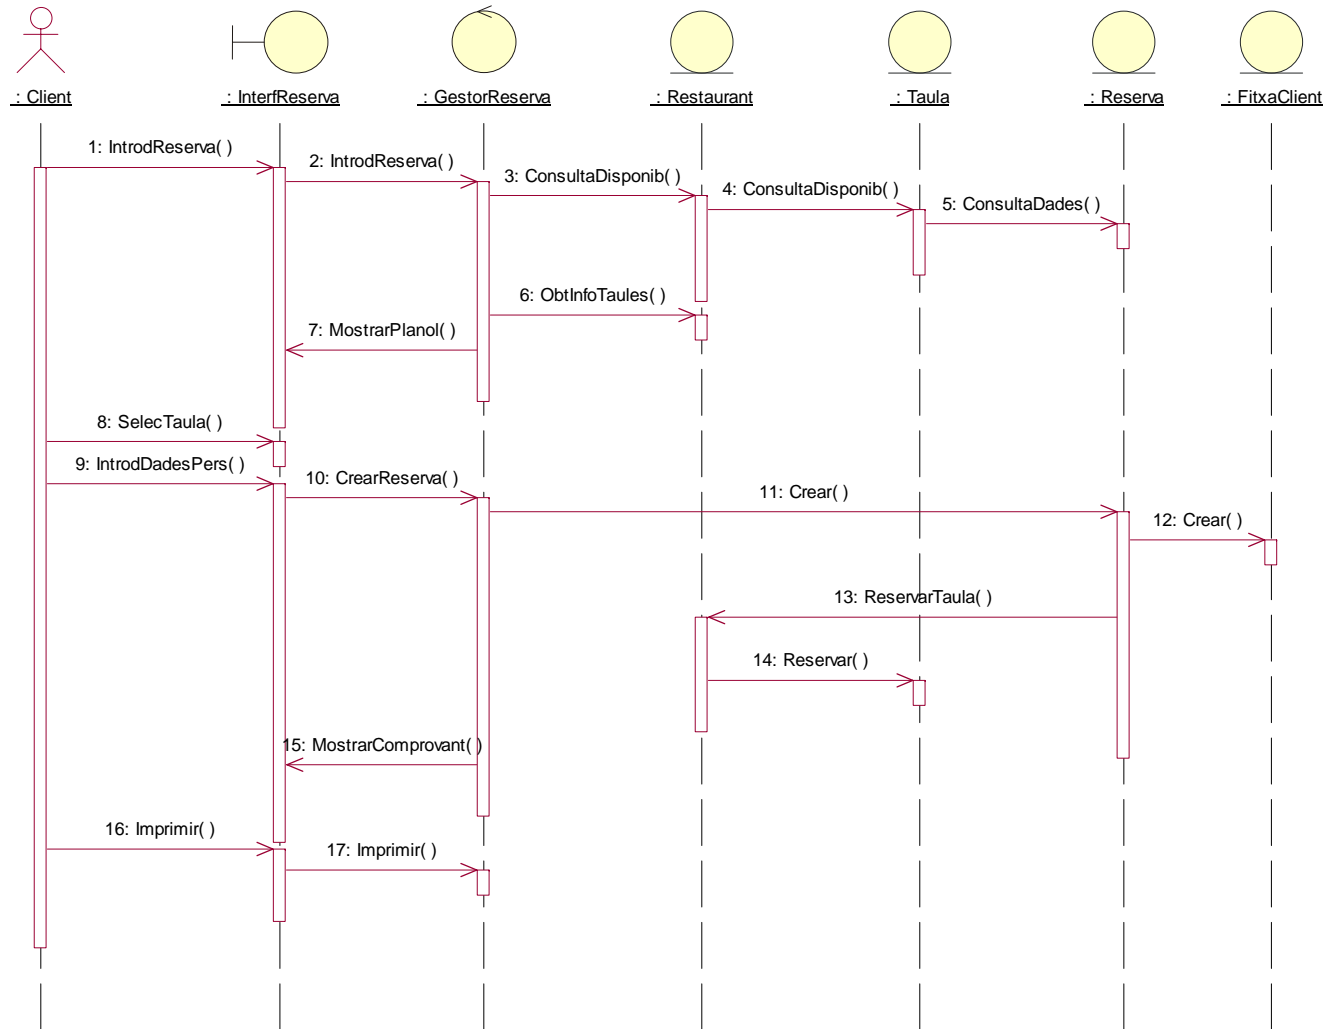 : Client
: InterfReserva
: GestorReserva
: Restaurant
: Taula
: Reserva
: FitxaClient
1: IntrodReserva( )
2: IntrodReserva( )
3: ConsultaDisponib( )
4: ConsultaDisponib( )
5: ConsultaDades( )
6: ObtInfoTaules( )
7: MostrarPlanol( )
8: SelecTaula( )
9: IntrodDadesPers( )
10: CrearReserva( )
11: Crear( )
12: Crear( )
13: ReservarTaula( )
14: Reservar( )
15: MostrarComprovant( )
16: Imprimir( )
17: Imprimir( )